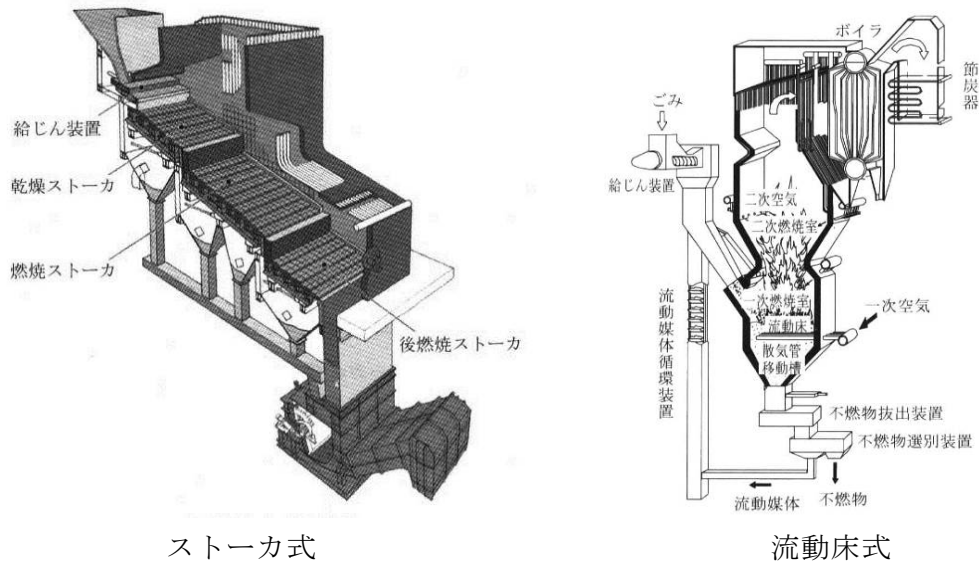 給じん装置
乾燥ストーカ
燃焼ストーカ
後燃焼ストーカ
ストーカ式
ボイラ
節炭器
ごみ
給じん装置
二次空気
二次燃焼室
一次燃焼室
流動床
一次空気
散気管
移動槽
流動媒体循環装置
不燃物抜出装置
不燃物選別装置
流動媒体
不燃物
流動床式